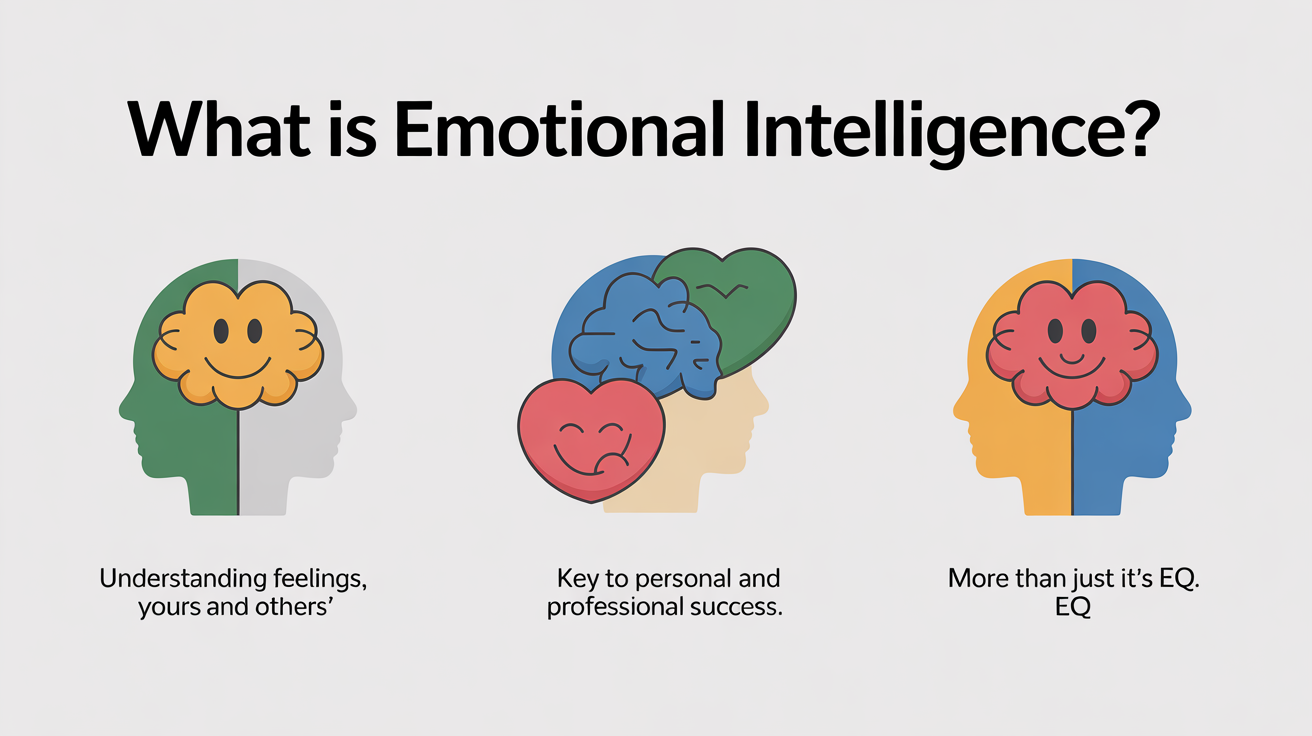 What is Emotional Intelligence?
Understanding feelings,
yours and others’
Key to personal and
professional success.
More than just it’s EQ.
EQ